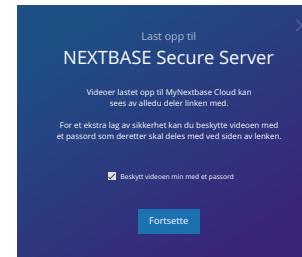 Last opp til
NEXTBASE Secure Server
Videoer lastet opp til MyNextbase Cloud kan
sees av alledu deler linken med.
For et ekstra lag av sikkerhet kan du beskytte videoen med
et passord som deretter skal deles med ved siden av lenken.
Beskytt videoen min med et passord
Fortsette